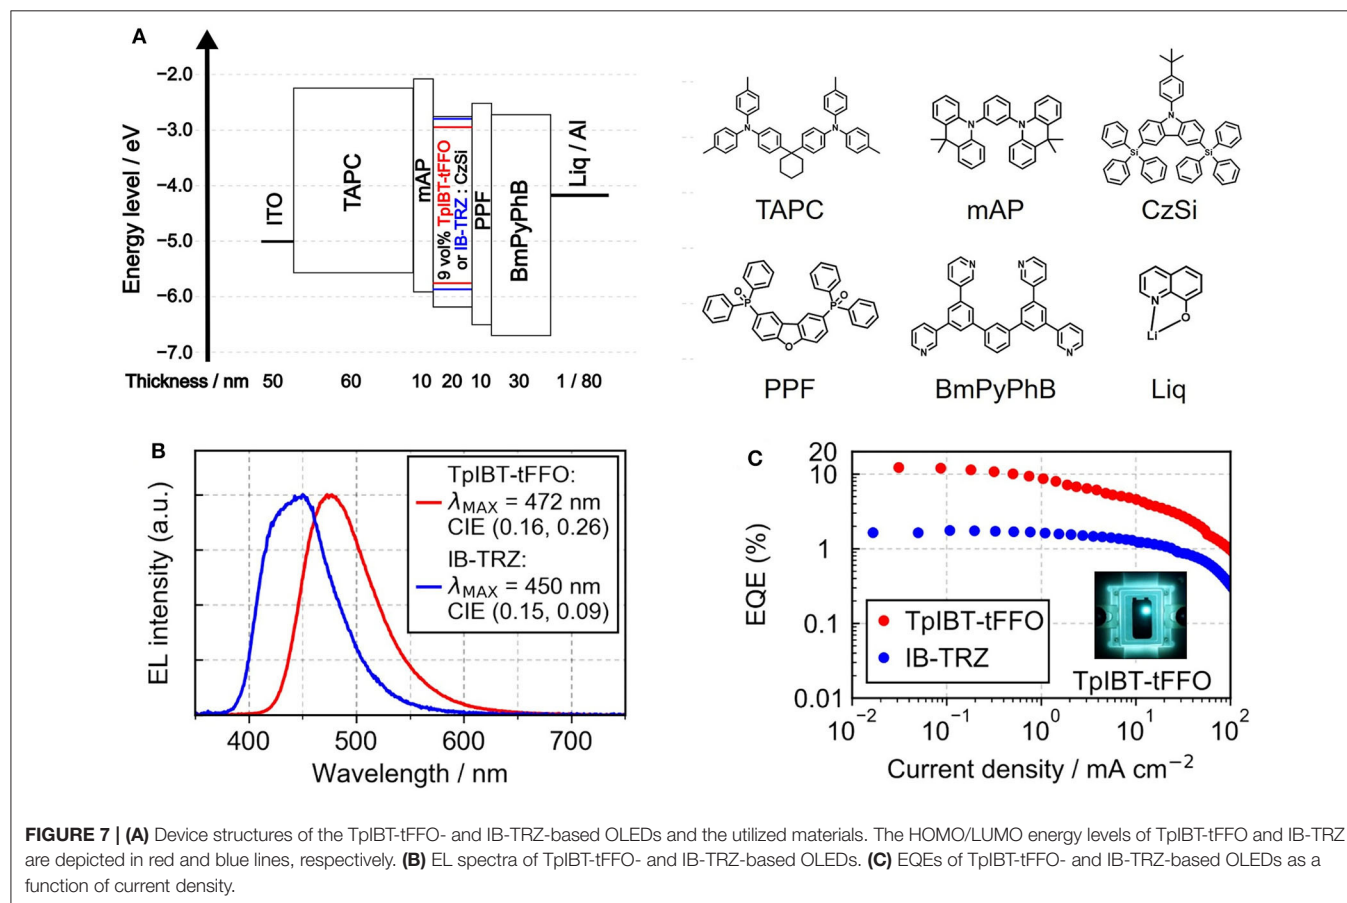 A
Energy level / eV
−2.0
−3.0
−4.0
−5.0
−6.0
−7.0
ITO
TAPC
mAP
9 vol% TpIBT-tFFO
or IB-TRZ : CzSi
PPF
BmPyPhB
Liq / Al
Thickness / nm 50 60 10 20 10 30 1 / 80
N N
TAPC
N N
mAP
N
Si Si
CzSi
O P P O
O
PPF
N N
N N
BmPyPhB
N O
Li
Liq
B
EL intensity (a.u.)
TpIBT-tFFO:
λMAX = 472 nm
CIE (0.16, 0.26)
IB-TRZ:
λMAX = 450 nm
CIE (0.15, 0.09)
400 500 600 700
Wavelength / nm
C
EQE (%)
20
10
1
0.1
0.01
TpIBT-tFFO
IB-TRZ
TpIBT-tFFO
10⁻² 10⁻¹ 10⁰ 10¹ 10²
Current density / mA cm⁻²
FIGURE 7 | (A) Device structures of the TpIBT-tFFO- and IB-TRZ-based OLEDs and the utilized materials. The HOMO/LUMO energy levels of TpIBT-tFFO and IB-TRZ
are depicted in red and blue lines, respectively. (B) EL spectra of TpIBT-tFFO- and IB-TRZ-based OLEDs. (C) EQEs of TpIBT-tFFO- and IB-TRZ-based OLEDs as a
function of current density.